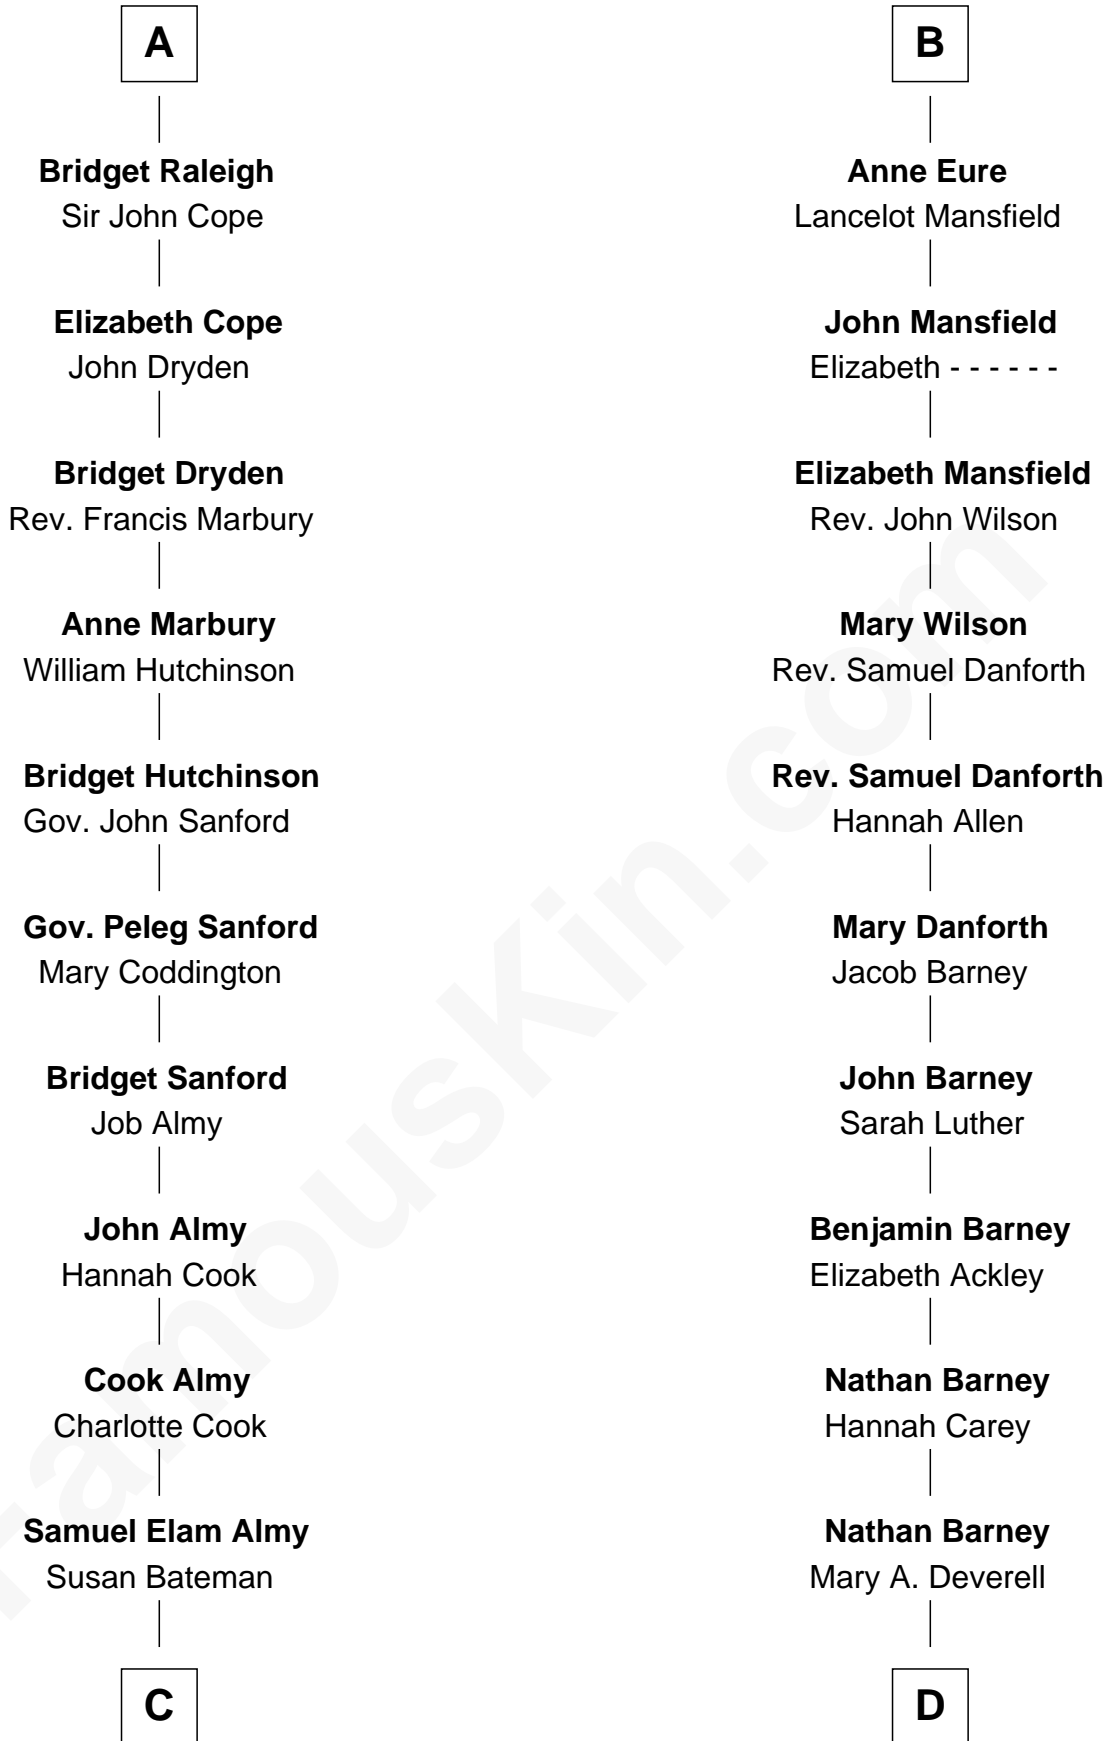 A
Bridget Raleigh
Sir John Cope
Elizabeth Cope
John Dryden
Bridget Dryden
Rev. Francis Marbury
Anne Marbury
William Hutchinson
Bridget Hutchinson
Gov. John Sanford
Gov. Peleg Sanford
Mary Coddington
Bridget Sanford
Job Almy
John Almy
Hannah Cook
Cook Almy
Charlotte Cook
Samuel Elam Almy
Susan Bateman
C
B
Anne Eure
Lancelot Mansfield
John Mansfield
Elizabeth - - - - - -
Elizabeth Mansfield
Rev. John Wilson
Mary Wilson
Rev. Samuel Danforth
Rev. Samuel Danforth
Hannah Allen
Mary Danforth
Jacob Barney
John Barney
Sarah Luther
Benjamin Barney
Elizabeth Ackley
Nathan Barney
Hannah Carey
Nathan Barney
Mary A. Deverell
D
FamousKin.com